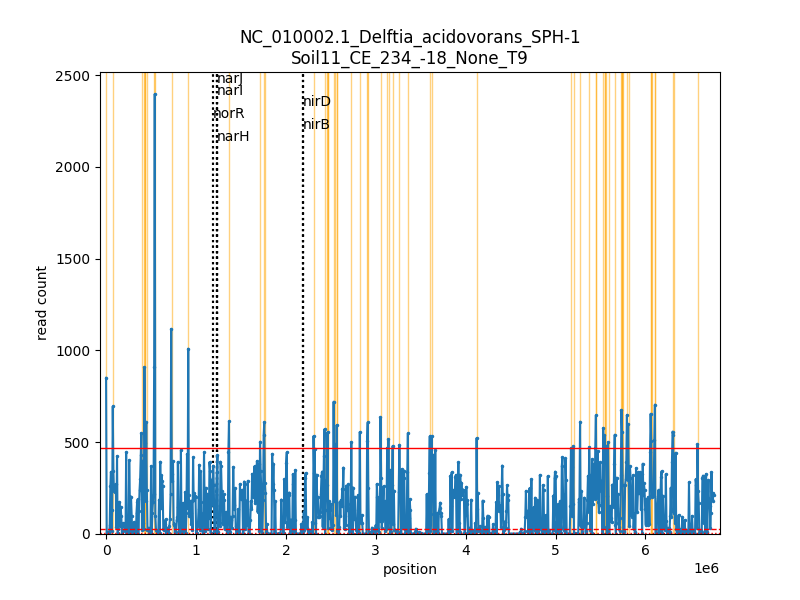 NC_010002.1_Delftia_acidovorans_SPH-1
Soil11_CE_234_-18_None_T9
2500
2000
1500
1000
500
0
read count
narJ
narI
norR
narH
nirD
nirB
0
1
2
3
4
5
6
1e6
position